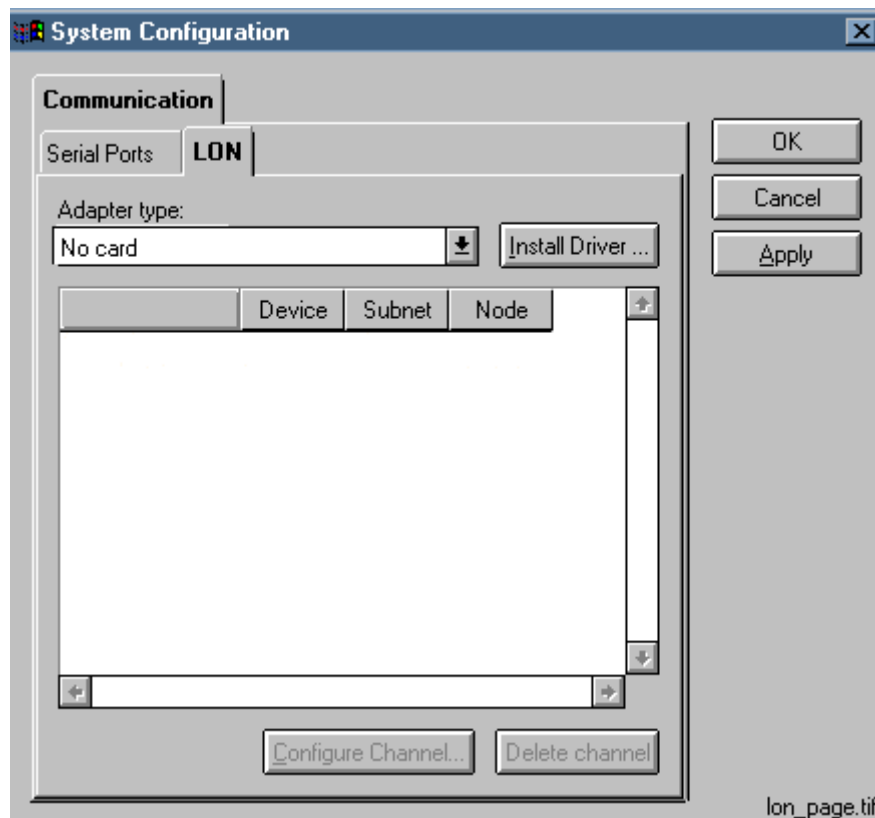 System Configuration
Communication
Serial Ports LON
OK
Adapter type:
Cancel
No card
Install Driver ...
Apply
Device Subnet Node
Configure Channel... Delete channel
lon_page.tif